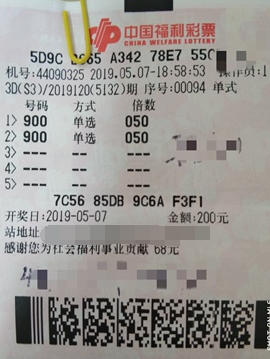 中国福利彩票
CHINA WELFARE LOTTERY
A342 78E7
机号:44090325 2019.05.07-18:58:53
3D(S3)/2019120(5132)期 序号:00094 单式
号码 方式 倍数
1> 900 单选 050
2> 900 单选 050
3>
4>
5>
7C56 85DB 9C6A F3F1
开奖日:2019-05-07 金额:200元
站地址
感谢您为社会福利事业贡献 68元